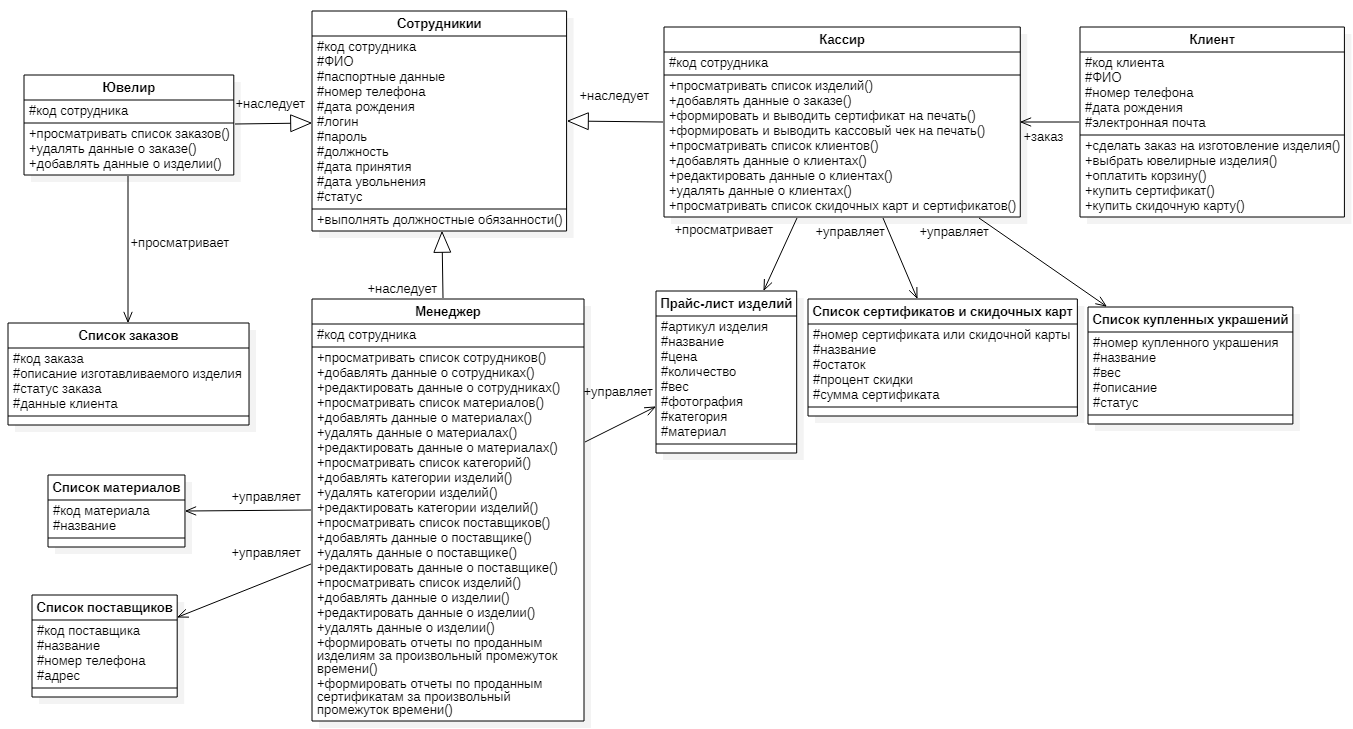 Сотрудникии
#код сотрудника
#ФИО
#паспортные данные
#номер телефона
#дата рождения
#логин
#пароль
#должность
#дата принятия
#дата увольнения
#статус
+выполнять должностные обязанности()
Кассир
#код сотрудника
+просматривать список изделий()
+добавлять данные о заказе()
+формировать и выводить сертификат на печать()
+формировать и выводить кассовый чек на печать()
+просматривать список клиентов()
+добавлять данные о клиентах()
+редактировать данные о клиентах()
+удалять данные о клиентах()
+просматривать список скидочных карт и сертификатов()
Клиент
#код клиента
#ФИО
#номер телефона
#дата рождения
#электронная почта
+сделать заказ на изготовление изделия()
+выбрать ювелирные изделия()
+оплатить корзину()
+купить сертификат()
+купить скидочную карту()
Ювелир
#код сотрудника
+просматривать список заказов()
+удалять данные о заказе()
+добавлять данные о изделии()
+наследует
+наследует
+заказ
+просматривает
+просматривает
+управляет
+управляет
+наследует
Список заказов
#код заказа
#описание изготавливаемого изделия
#статус заказа
#данные клиента
Менеджер
#код сотрудника
+просматривать список сотрудников()
+добавлять данные о сотрудниках()
+редактировать данные о сотрудниках()
+просматривать список материалов()
+добавлять данные о материалах()
+удалять данные о материалах()
+редактировать данные о материалах()
+просматривать список категорий()
+добавлять категории изделий()
+удалять категории изделий()
+редактировать категории изделий()
+просматривать список поставщиков()
+добавлять данные о поставщике()
+удалять данные о поставщике()
+редактировать данные о поставщике()
+просматривать список изделий()
+добавлять данные о изделии()
+редактировать данные о изделии()
+удалять данные о изделии()
+формировать отчеты по проданным
изделиям за произвольный промежуток
времени()
+формировать отчеты по проданным
сертификатам за произвольный
промежуток времени()
+управляет
Прайс-лист изделий
#артикул изделия
#название
#цена
#количество
#вес
#фотография
#категория
#материал
Список сертификатов и скидочных карт
#номер сертификата или скидочной карты
#название
#остаток
#процент скидки
#сумма сертификата
Список купленных украшений
#номер купленного украшения
#название
#вес
#описание
#статус
Список материалов
#код материала
#название
+управляет
+управляет
Список поставщиков
#код поставщика
#название
#номер телефона
#адрес